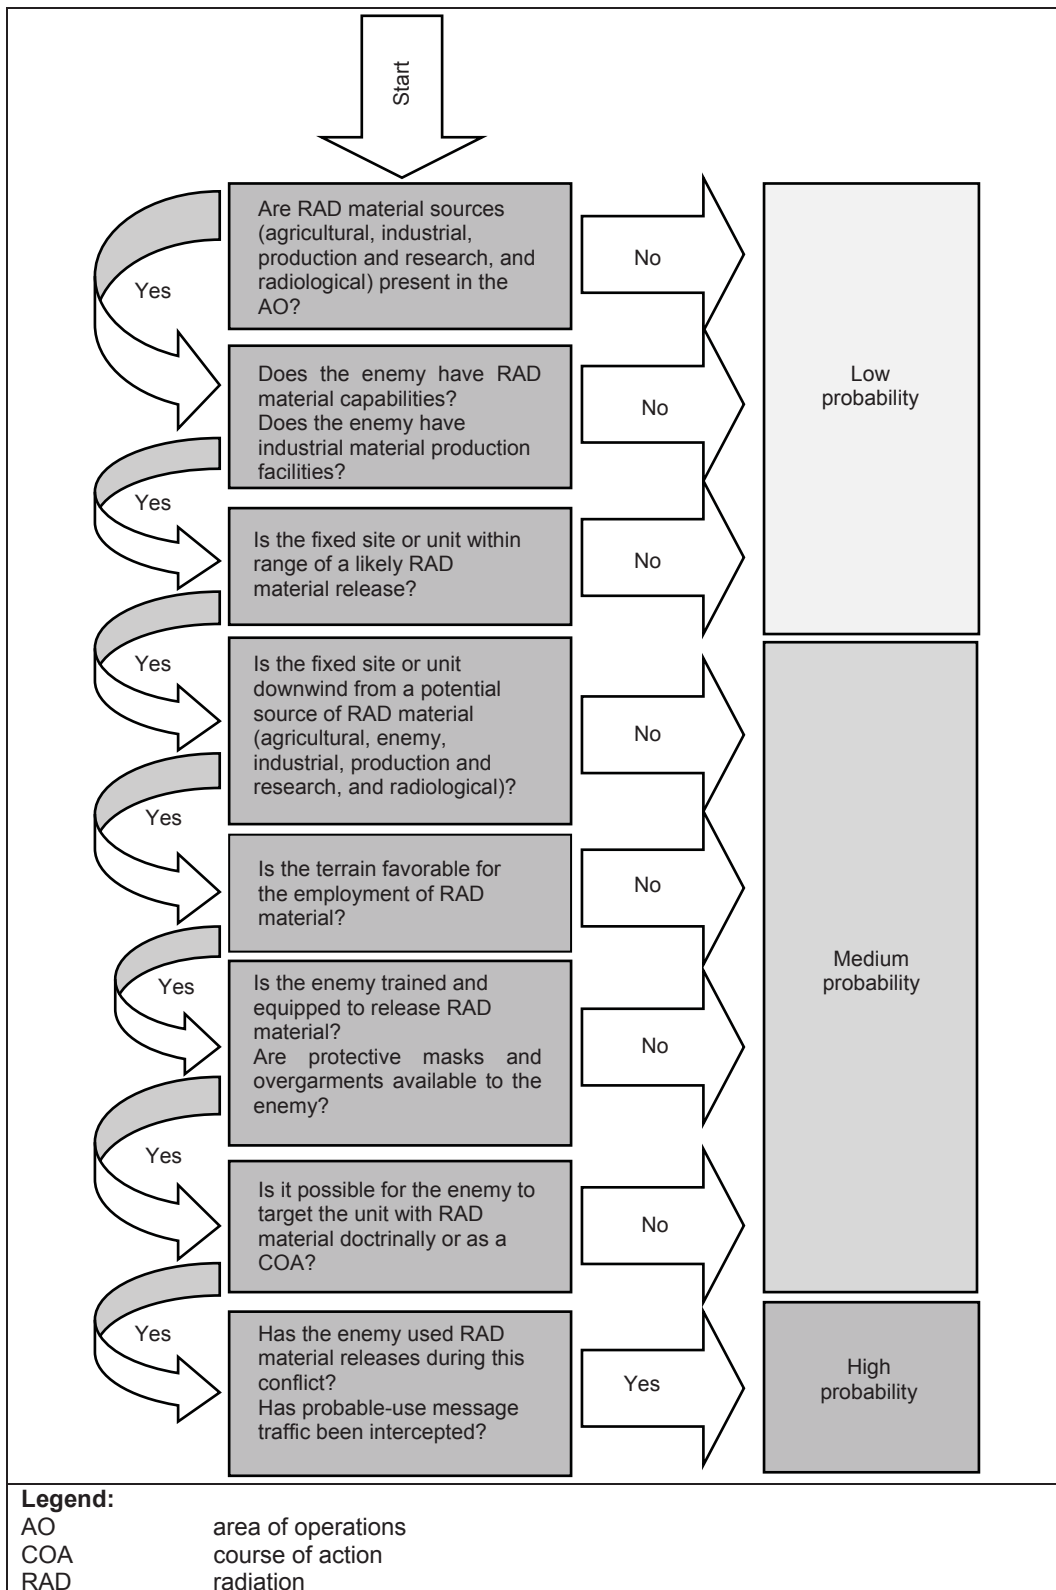 Start
Are RAD material sources
(agricultural, industrial,
production and research, and
radiological) present in the
AO?
No
Yes
Low
probability
Does the enemy have RAD
material capabilities?
Does the enemy have
industrial material production
facilities?
No
Yes
Is the fixed site or unit within
range of a likely RAD
material release?
No
Yes
Is the fixed site or unit
downwind from a potential
source of RAD material
(agricultural, enemy,
industrial, production and
research, and radiological)?
No
Yes
Is the terrain favorable for
the employment of RAD
material?
No
Yes
Medium
probability
Is the enemy trained and
equipped to release RAD
material?
Are protective masks and
overgarments available to the
enemy?
No
Yes
Is it possible for the enemy to
target the unit with RAD
material doctrinally or as a
COA?
No
Yes
Has the enemy used RAD
material releases during this
conflict?
Has probable-use message
traffic been intercepted?
Yes
High
probability
Legend:
AO area of operations
COA course of action
RAD radiation